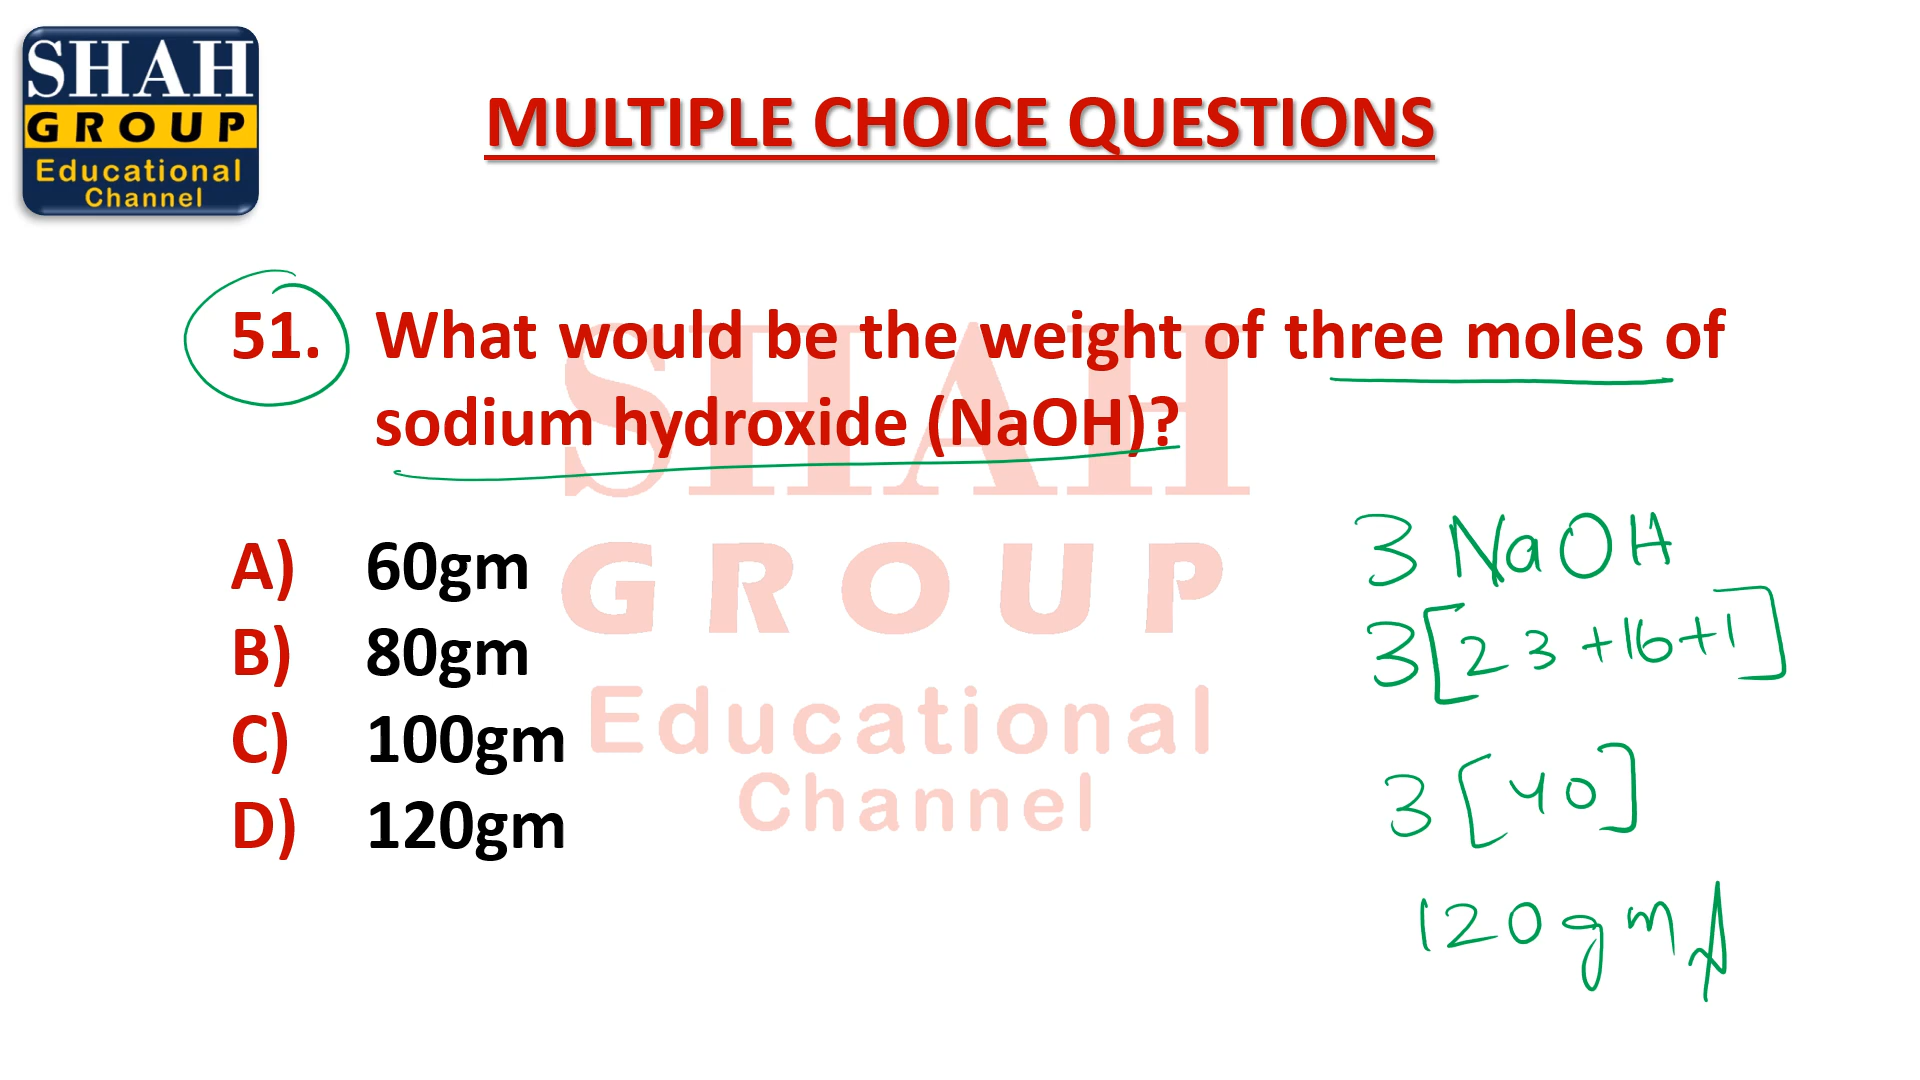 SHAH
GROUP
Educational
Channel
MULTIPLE CHOICE QUESTIONS
51. What would be the weight of three moles of
sodium hydroxide (NaOH)?
A) 60gm
B) 80gm
C) 100gm
D) 120gm
SHAH
GROUP
Educational
Channel
3 NaOH
3[23+16+1]
3[40]
120gm